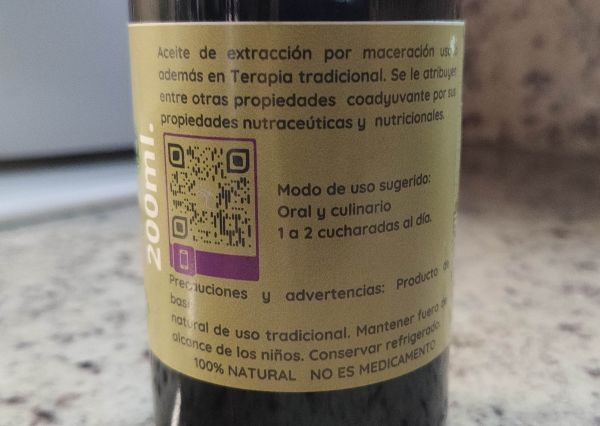 Aceite de extracción por maceración
además en Terapia tradicional. Se le atribuyen
entre otras propiedades coadyuvante por sus
propiedades nutraceúticas y nutricionales.
200ml.
Modo de uso sugerido:
Oral y culinario
1 a 2 cucharadas al día.
Precauciones y advertencias: Producto de
base
natural de uso tradicional. Mantener fuera de
alcance de los niños. Conservar refrigerado.
100% NATURAL NO ES MEDICAMENTO